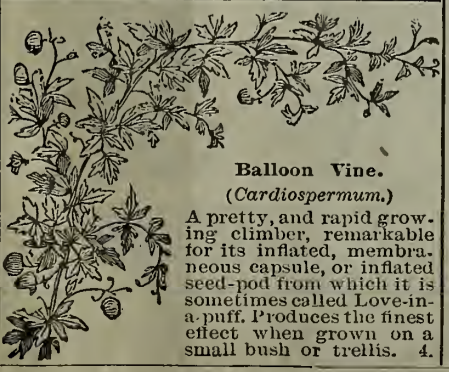 Balloon Vine.
(Cardiospermum.)
A pretty, and rapid grow-
ing climber, remarkable
for its inflated, membra-
neous capsule, or inflated
seed-pod from which it is
sometimes called Love-in-
a-puff. Produces the finest
effect when grown on a
small bush or trellis. 4.